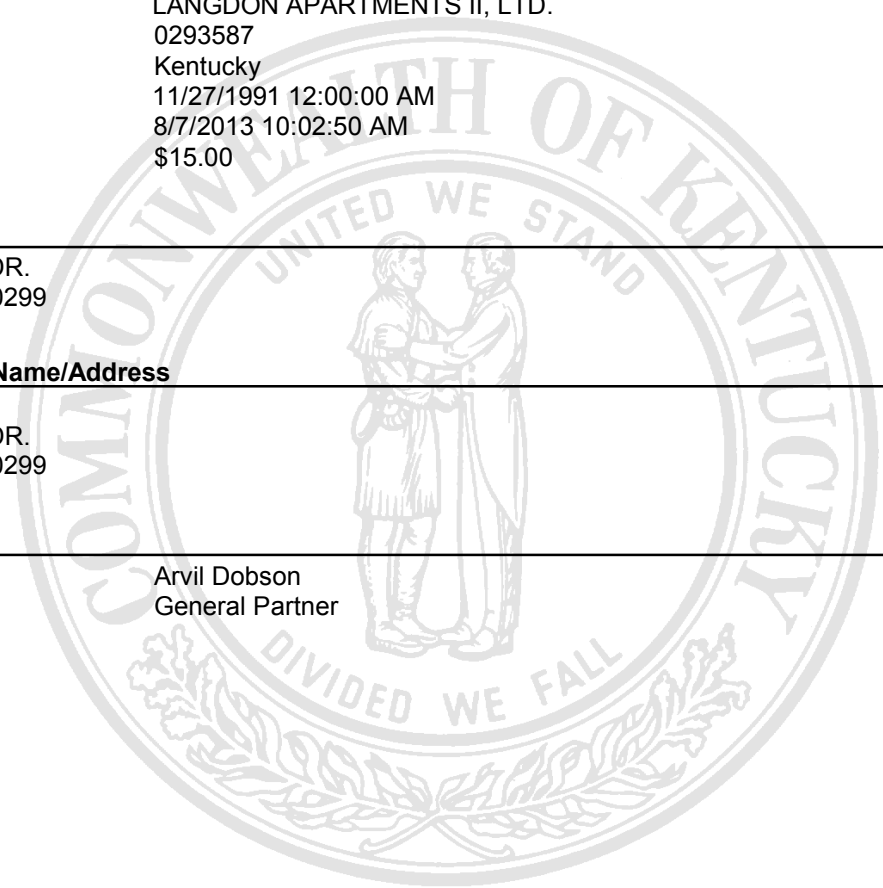 LANGDON APARTMENTS II, LTD.
0293587
Kentucky
11/27/1991 12:00:00 AM
8/7/2013 10:02:50 AM
$15.00
COMMONWEALTH OF KENTUCKY
UNITED WE STAND
DR.
0299
Name/Address
DR.
0299
Arvil Dobson
General Partner
DIVIDED WE FALL